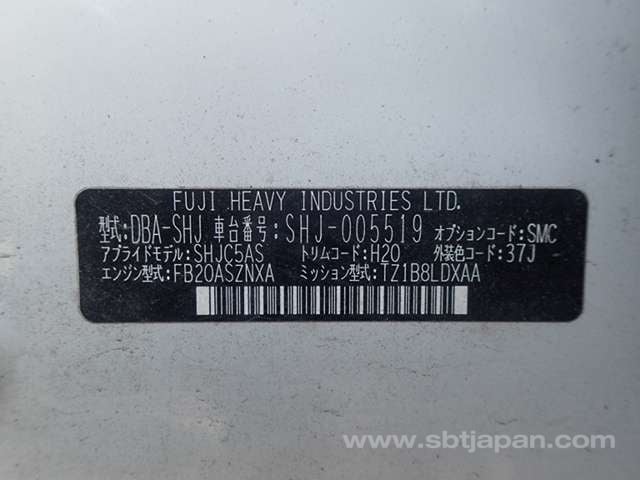 FUJI HEAVY INDUSTRIES LTD.
型式:DBA-SHJ 車台番号:SHJ-005519 オプションコード:SMC
アプライドモデル:SHJC5AS トリムコード:H20 外装色コード:37J
エンジン型式:FB20ASZNXA ミッション型式:TZ1B8LDXAA
www.sbtjapan.com